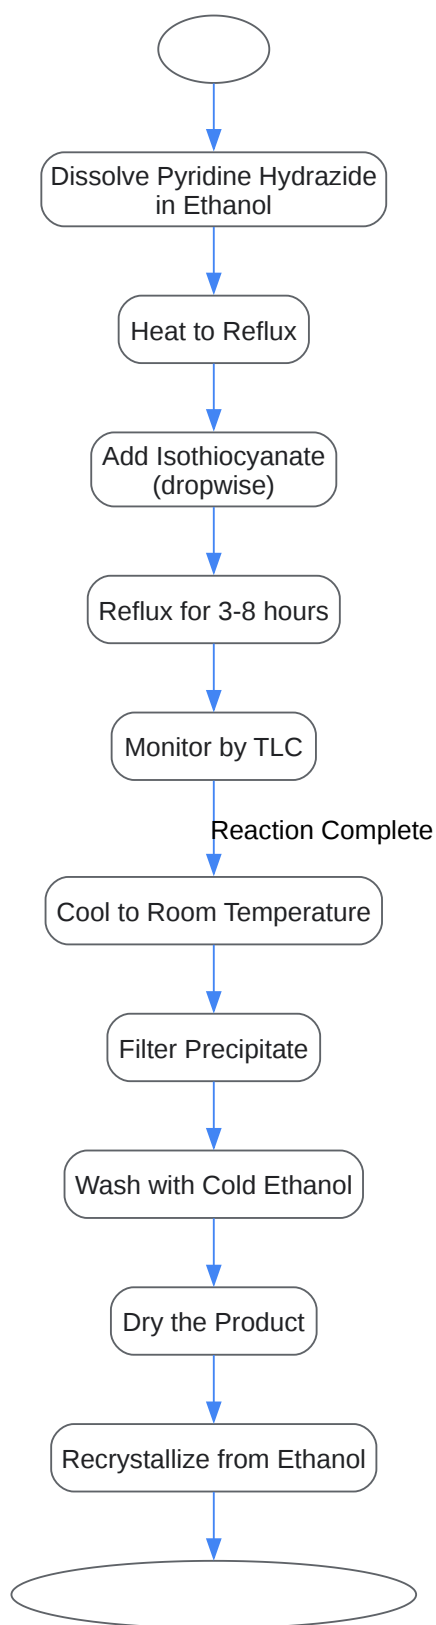 Dissolve Pyridine Hydrazide
in Ethanol
Heat to Reflux
Add Isothiocyanate
(dropwise)
Reflux for 3-8 hours
Monitor by TLC
Reaction Complete
Cool to Room Temperature
Filter Precipitate
Wash with Cold Ethanol
Dry the Product
Recrystallize from Ethanol